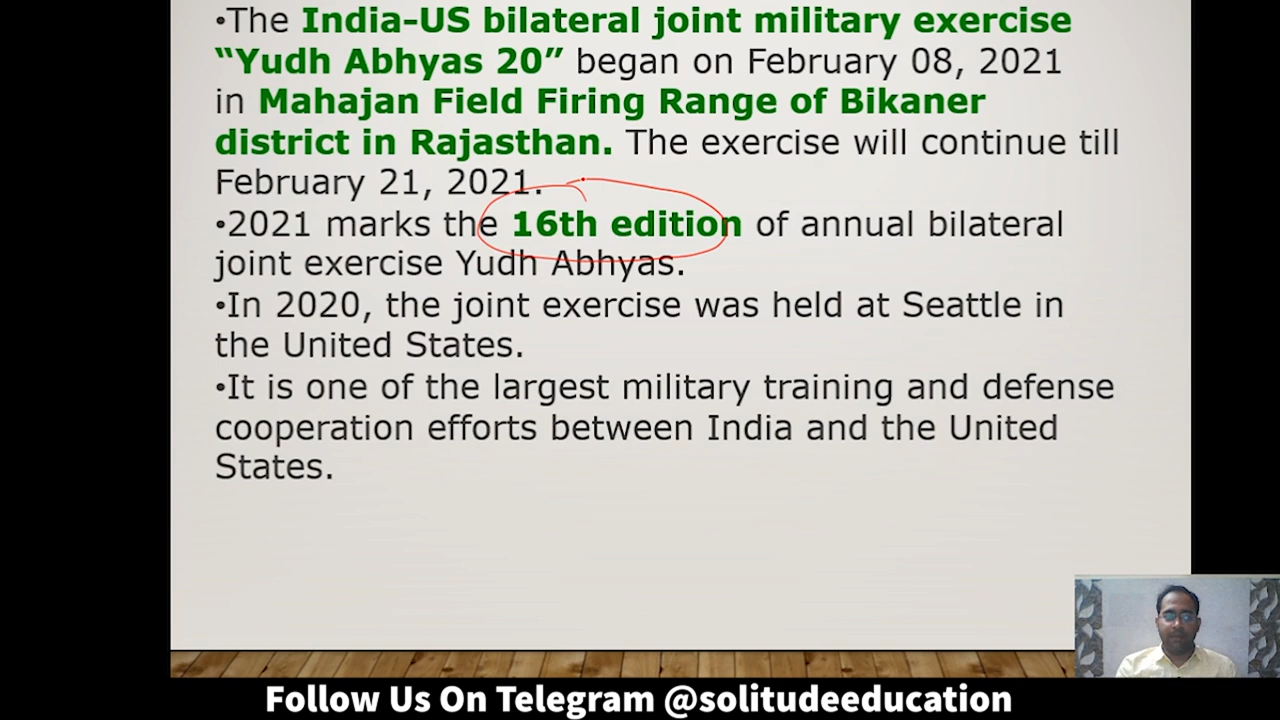 •The India-US bilateral joint military exercise
“Yudh Abhyas 20” began on February 08, 2021
in Mahajan Field Firing Range of Bikaner
district in Rajasthan. The exercise will continue till
February 21, 2021.
•2021 marks the 16th edition of annual bilateral
joint exercise Yudh Abhyas.
•In 2020, the joint exercise was held at Seattle in
the United States.
•It is one of the largest military training and defense
cooperation efforts between India and the United
States.
Follow Us On Telegram @solitudeeducation